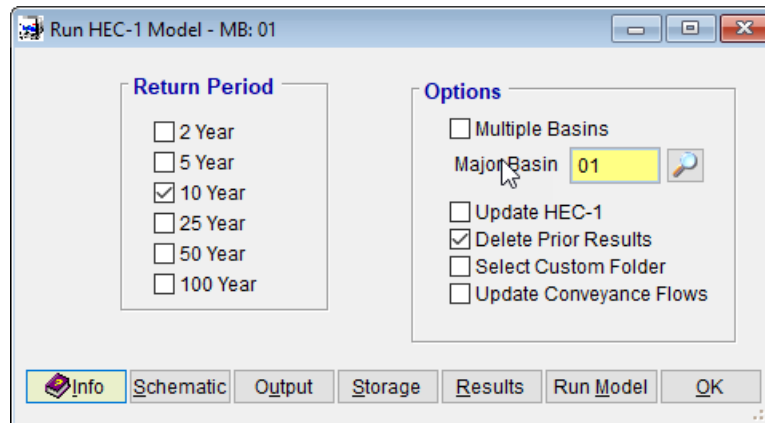 Run HEC-1 Model - MB: 01
Return Period
2 Year
5 Year
10 Year
25 Year
50 Year
100 Year
Options
Multiple Basins
Major Basin 01
Update HEC-1
Delete Prior Results
Select Custom Folder
Update Conveyance Flows
Info Schematic Output Storage Results Run Model OK